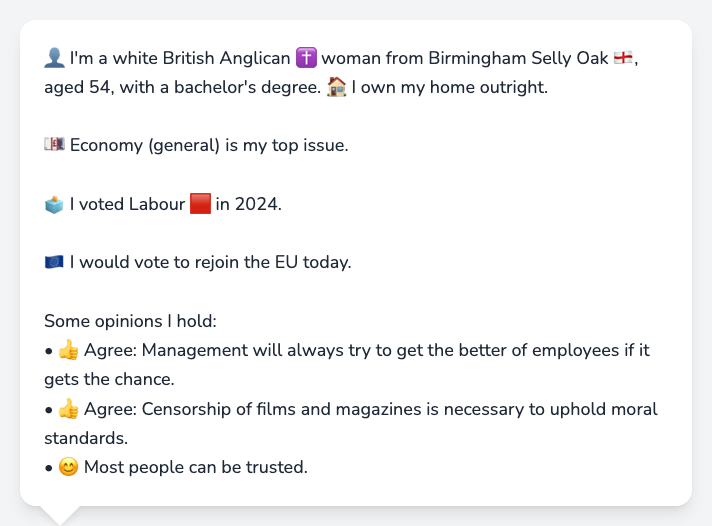 👤 I'm a white British Anglican ✝️ woman from Birmingham Selly Oak 🏴󠁧󠁢󠁥󠁮󠁧󠁿,
aged 54, with a bachelor's degree. 🏠 I own my home outright.
💷 Economy (general) is my top issue.
🗳️ I voted Labour 🟥 in 2024.
🇪🇺 I would vote to rejoin the EU today.
Some opinions I hold:
• 👍 Agree: Management will always try to get the better of employees if it
gets the chance.
• 👍 Agree: Censorship of films and magazines is necessary to uphold moral
standards.
• 😊 Most people can be trusted.